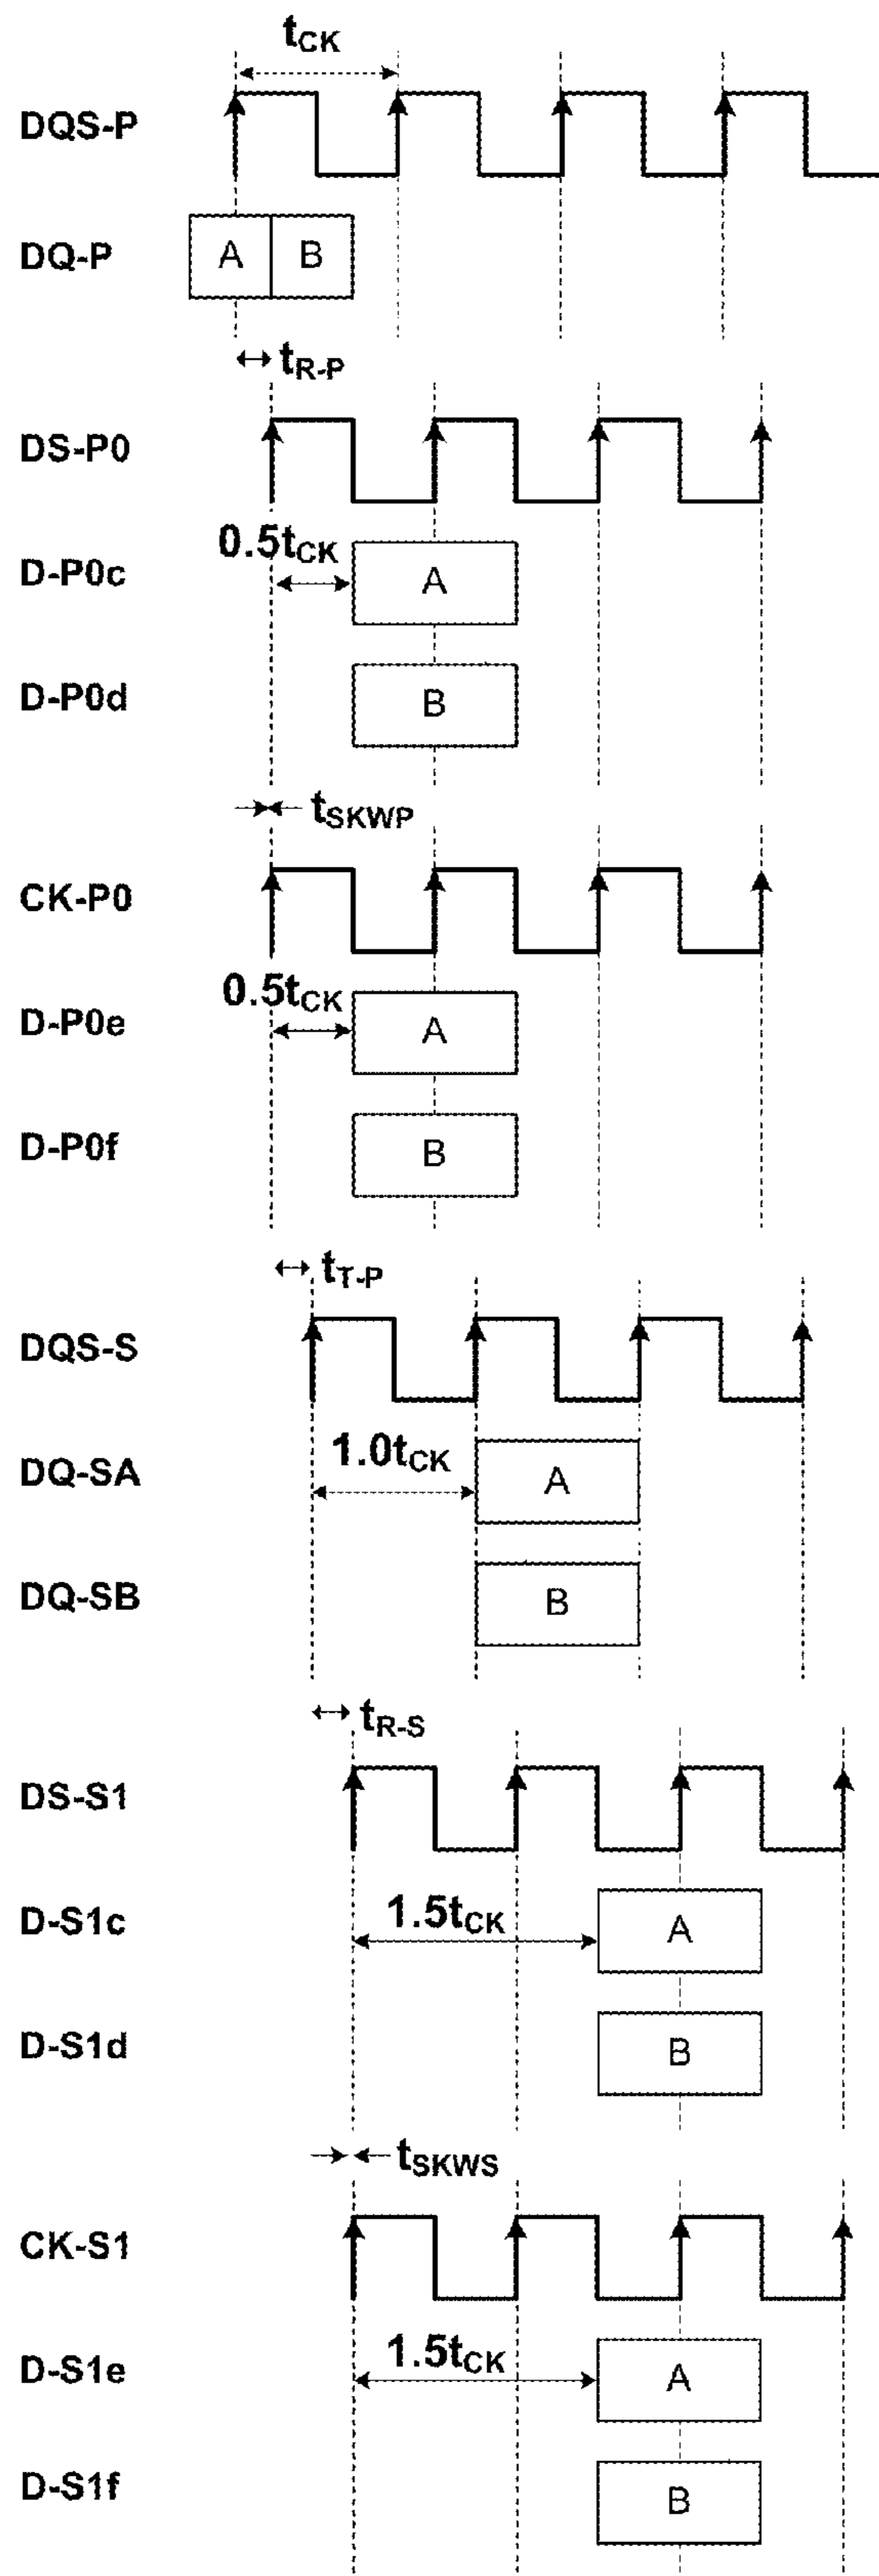 tCK
DQS-P
DQ-P A B
tR-P
DS-P0
0.5tCK
D-P0c A
D-P0d B
tSKWP
CK-P0
0.5tCK
D-P0e A
D-P0f B
tT-P
DQS-S
1.0tCK
DQ-SA A
DQ-SB B
tR-S
DS-S1
1.5tCK
D-S1c A
D-S1d B
tSKWS
CK-S1
1.5tCK
D-S1e A
D-S1f B